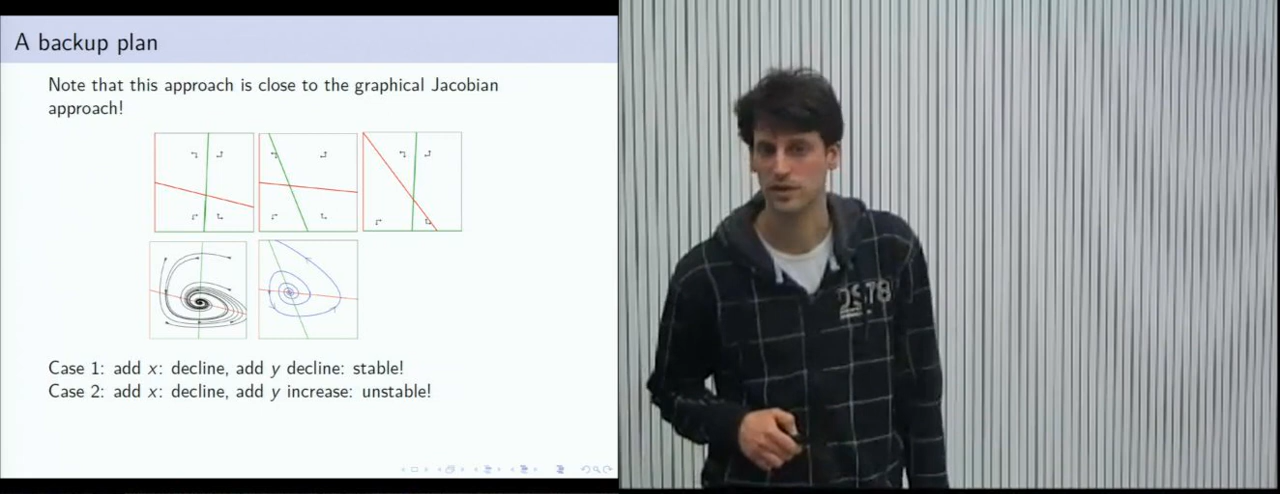 A backup plan
Note that this approach is close to the graphical Jacobian
approach!
Case 1: add x: decline, add y decline: stable!
Case 2: add x: decline, add y increase: unstable!